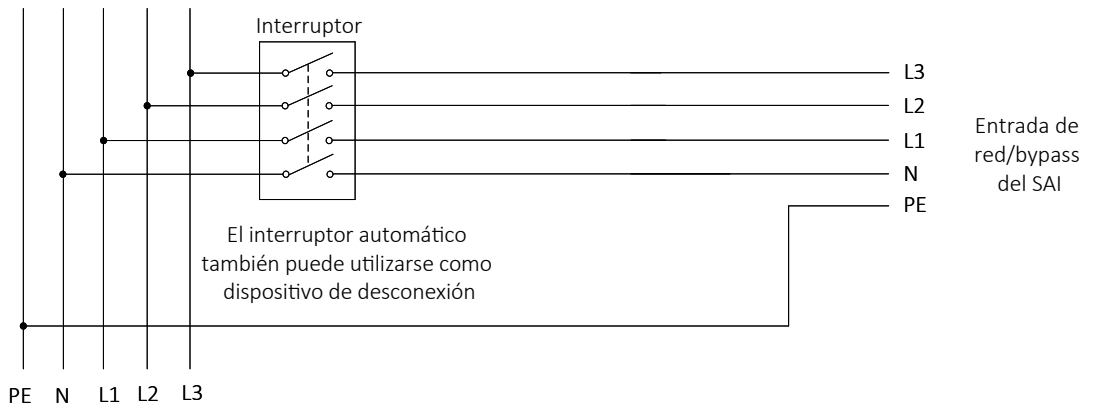 Interruptor
L3
L2
L1
N
PE
Entrada de
red/bypass
del SAI
El interruptor automático
también puede utilizarse como
dispositivo de desconexión
PE N L1 L2 L3